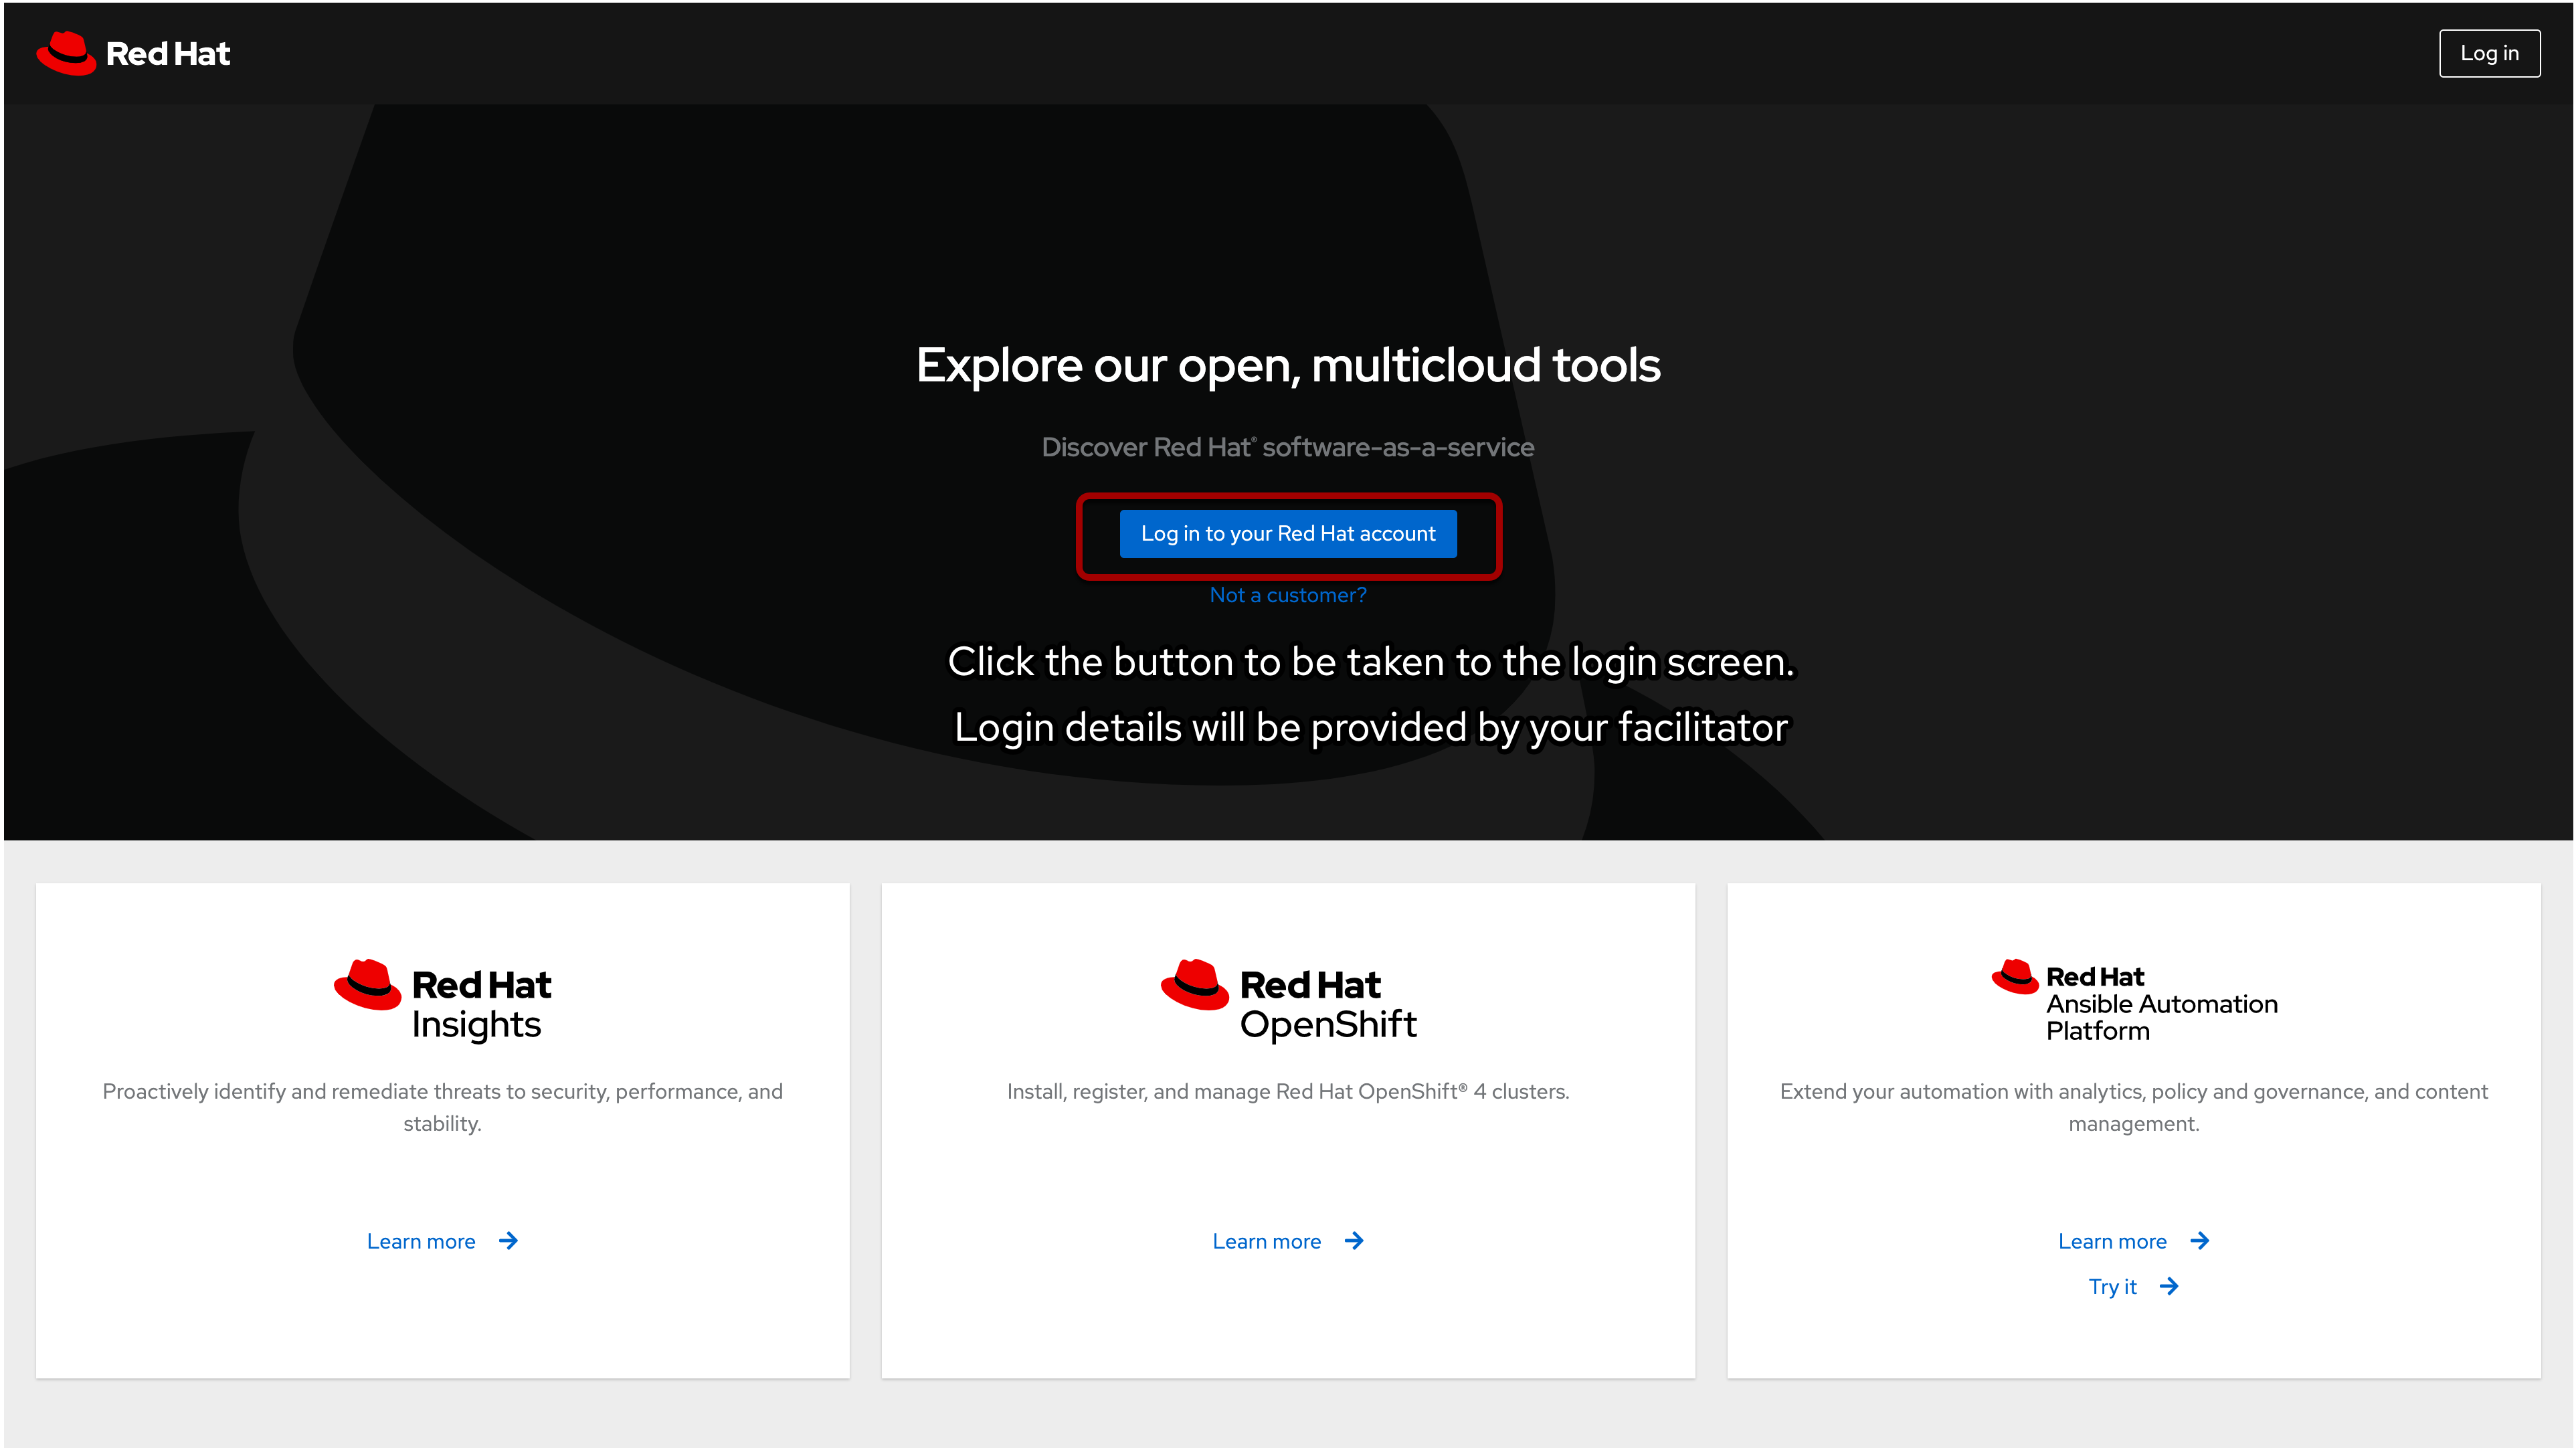 Red Hat
Log in
Explore our open, multicloud tools
Discover Red Hat® software-as-a-service
Log in to your Red Hat account
Not a customer?
Click the button to be taken to the login screen.
Login details will be provided by your facilitator
Red Hat
Insights
Proactively identify and remediate threats to security, performance, and
stability.
Learn more
Red Hat
OpenShift
Install, register, and manage Red Hat OpenShift® 4 clusters.
Learn more
Red Hat
Ansible Automation
Platform
Extend your automation with analytics, policy and governance, and content
management.
Learn more
Try it